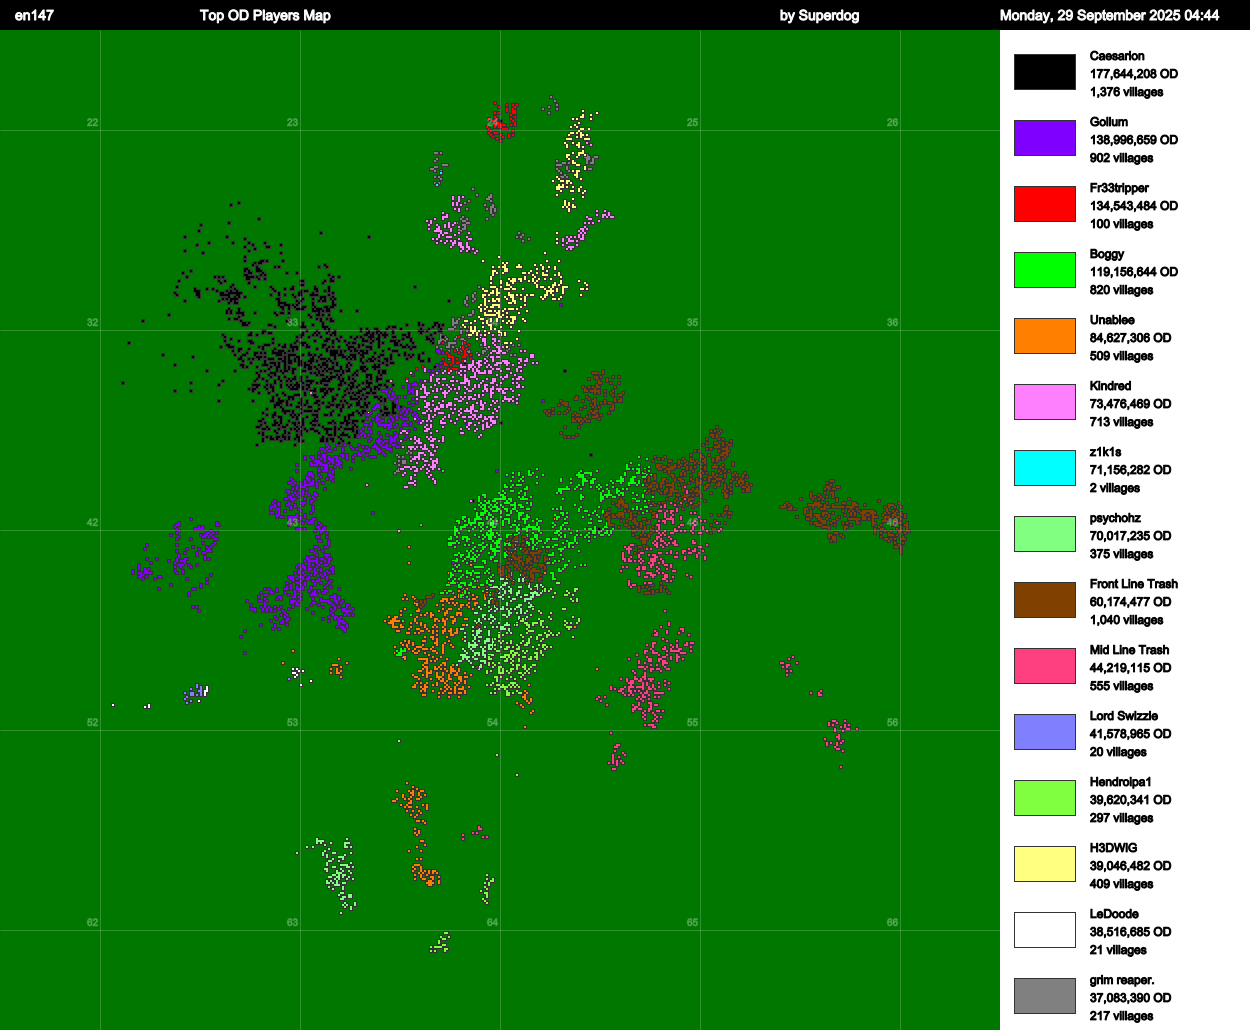 en147 Top OD Players Map by Superdog Monday, 29 September 2025 04:44
Caesarion
177,644,208 OD
1,376 villages
Gollum
138,996,659 OD
902 villages
Fr33tripper
134,543,484 OD
100 villages
Boggy
119,156,644 OD
820 villages
Unablee
84,627,306 OD
509 villages
Kindred
73,476,469 OD
713 villages
z1k1s
71,156,282 OD
2 villages
psychohz
70,017,235 OD
375 villages
Front Line Trash
60,174,477 OD
1,040 villages
Mid Line Trash
44,219,115 OD
555 villages
Lord Swizzle
41,578,965 OD
20 villages
Hendroipa1
39,620,341 OD
297 villages
H3DWIG
39,046,482 OD
409 villages
LeDoode
38,516,685 OD
21 villages
grim reaper.
37,083,390 OD
217 villages
22 23 24 25 26
32 33 35 36
42 43 45 46
52 53 54 55 56
62 63 64 65 66